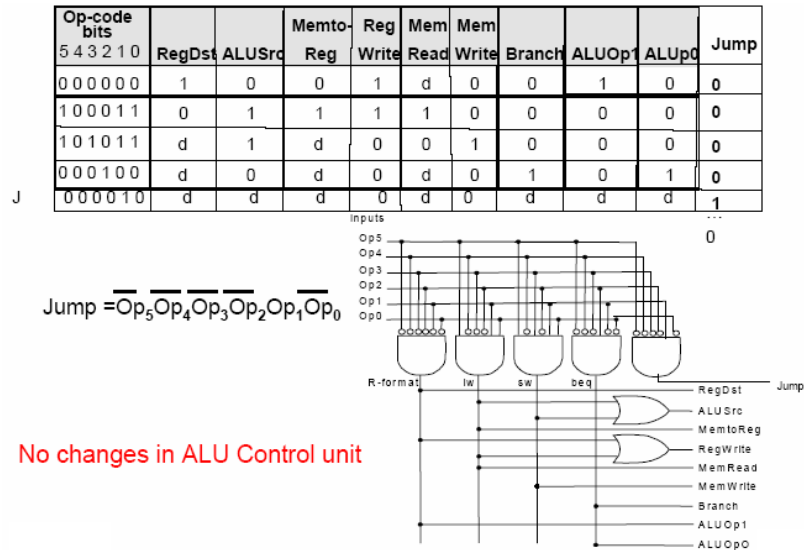 Op-code bits 5 4 3 2 1 0 RegDst ALUSrc Memto-Reg Reg Write Mem Read Mem Write Branch ALUOp1 ALUp0 Jump
0 0 0 0 0 0 1 0 0 1 d 0 0 1 0 0
1 0 0 0 1 1 0 1 1 1 1 0 0 0 0 0
1 0 1 0 1 1 d 1 d 0 0 1 0 0 0 0
0 0 0 1 0 0 d 0 d 0 d 0 1 0 1 0
J 0 0 0 0 1 0 d d d 0 d 0 d d d 1
...
0
Inputs
Op5
Op4
Op3
Op2
Op1
Op0
Jump =Op5Op4Op3Op2Op1Op0
R-format lw sw beq
Jump
RegDst
ALUSrc
MemtoReg
RegWrite
MemRead
MemWrite
Branch
ALUOp1
ALUOpO
No changes in ALU Control unit